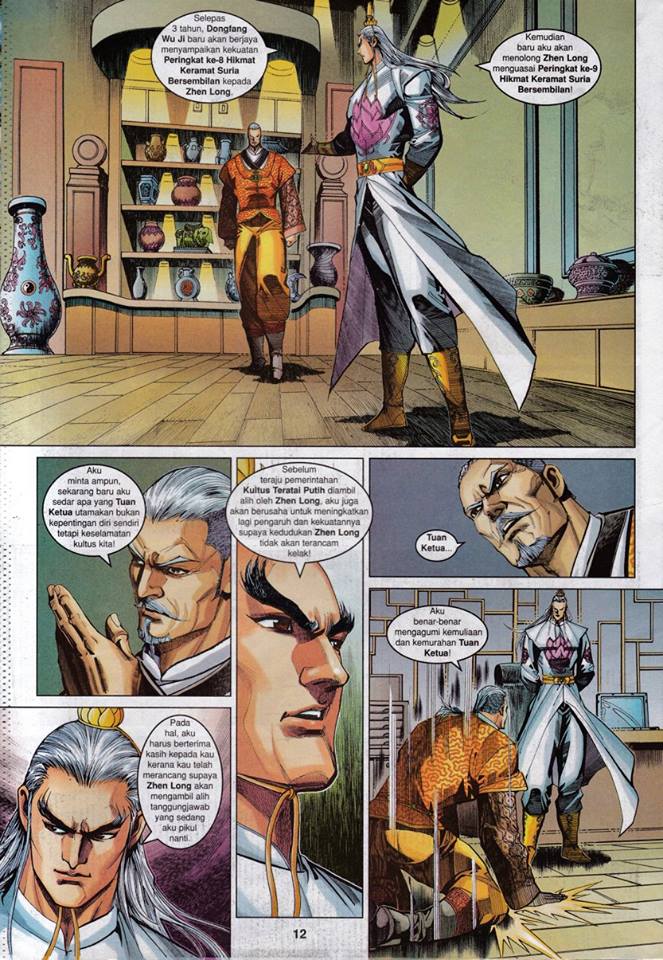 Selepas
3 tahun, Dongfang
Wu Ji baru akan berjaya
menyampaikan kekuatan
Peringkat ke-8 Hikmat
Keramat Suria
Bersembilan kepada
Zhen Long.
Kemudian
baru aku akan
menolong Zhen Long
menguasai Peringkat ke-9
Hikmat Keramat Suria
Bersembilan!
Aku
minta ampun,
sekarang baru aku
sedar apa yang Tuan
Ketua utamakan bukan
kepentingan diri sendiri
tetapi keselamatan
kultus kita!
Sebelum
teraju pemerintahan
Kultus Teratai Putih diambil
alih oleh Zhen Long, aku juga
akan berusaha untuk meningkatkan
lagi pengaruh dan kekuatannya
supaya kedudukan Zhen Long
tidak akan terancam
kelak!
Tuan
Ketua...
Pada
hal, aku
harus berterima
kasih kepada kau
kerana kau telah
merancang supaya
Zhen Long akan
mengambil alih
tanggungjawab
yang sedang
aku pikul
nanti.
Aku
benar-benar
mengagumi kemuliaan
dan kemurahan Tuan
Ketua!
12